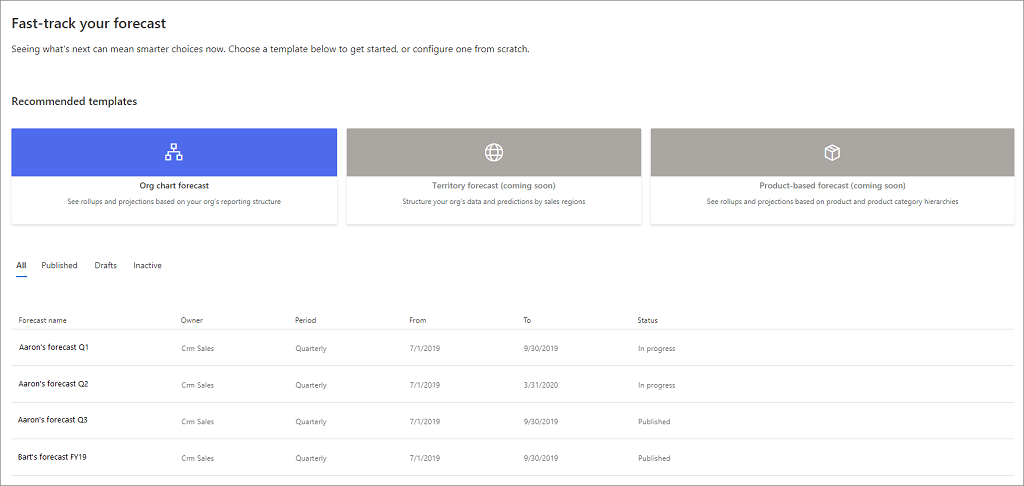 Fast-track your forecast
Seeing what's next can mean smarter choices now. Choose a template below to get started, or configure one from scratch.
Recommended templates
Org chart forecast
See rollups and projections based on your org's reporting structure
Territory forecast (coming soon)
Structure your org's data and predictions by sales regions
Product-based forecast (coming soon)
See rollups and projections based on product and product category hierarchies
All Published Drafts Inactive
Forecast name Owner Period From To Status
Aaron's forecast Q1 Crm Sales Quarterly 7/1/2019 9/30/2019 In progress
Aaron's forecast Q2 Crm Sales Quarterly 7/1/2019 3/31/2020 In progress
Aaron's forecast Q3 Crm Sales Quarterly 7/1/2019 9/30/2019 Published
Bart's forecast FY19 Crm Sales Quarterly 7/1/2019 9/30/2019 Published